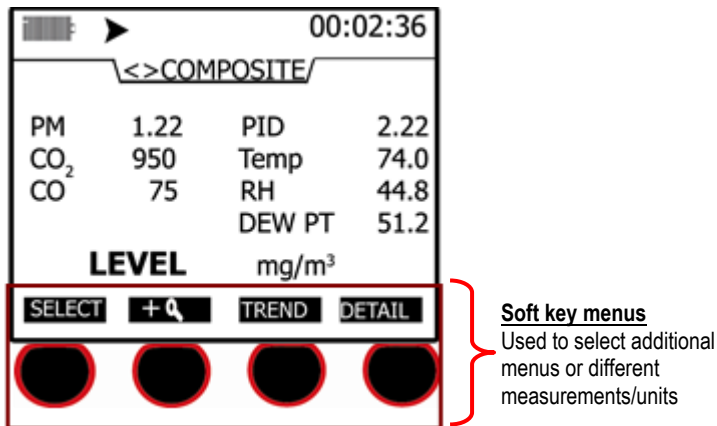 00:02:36
<>COMPOSITE
PM 1.22 PID 2.22
CO₂ 950 Temp 74.0
CO 75 RH 44.8
DEW PT 51.2
LEVEL mg/m³
SELECT + TREND DETAIL
Soft key menus
Used to select additional
menus or different
measurements/units